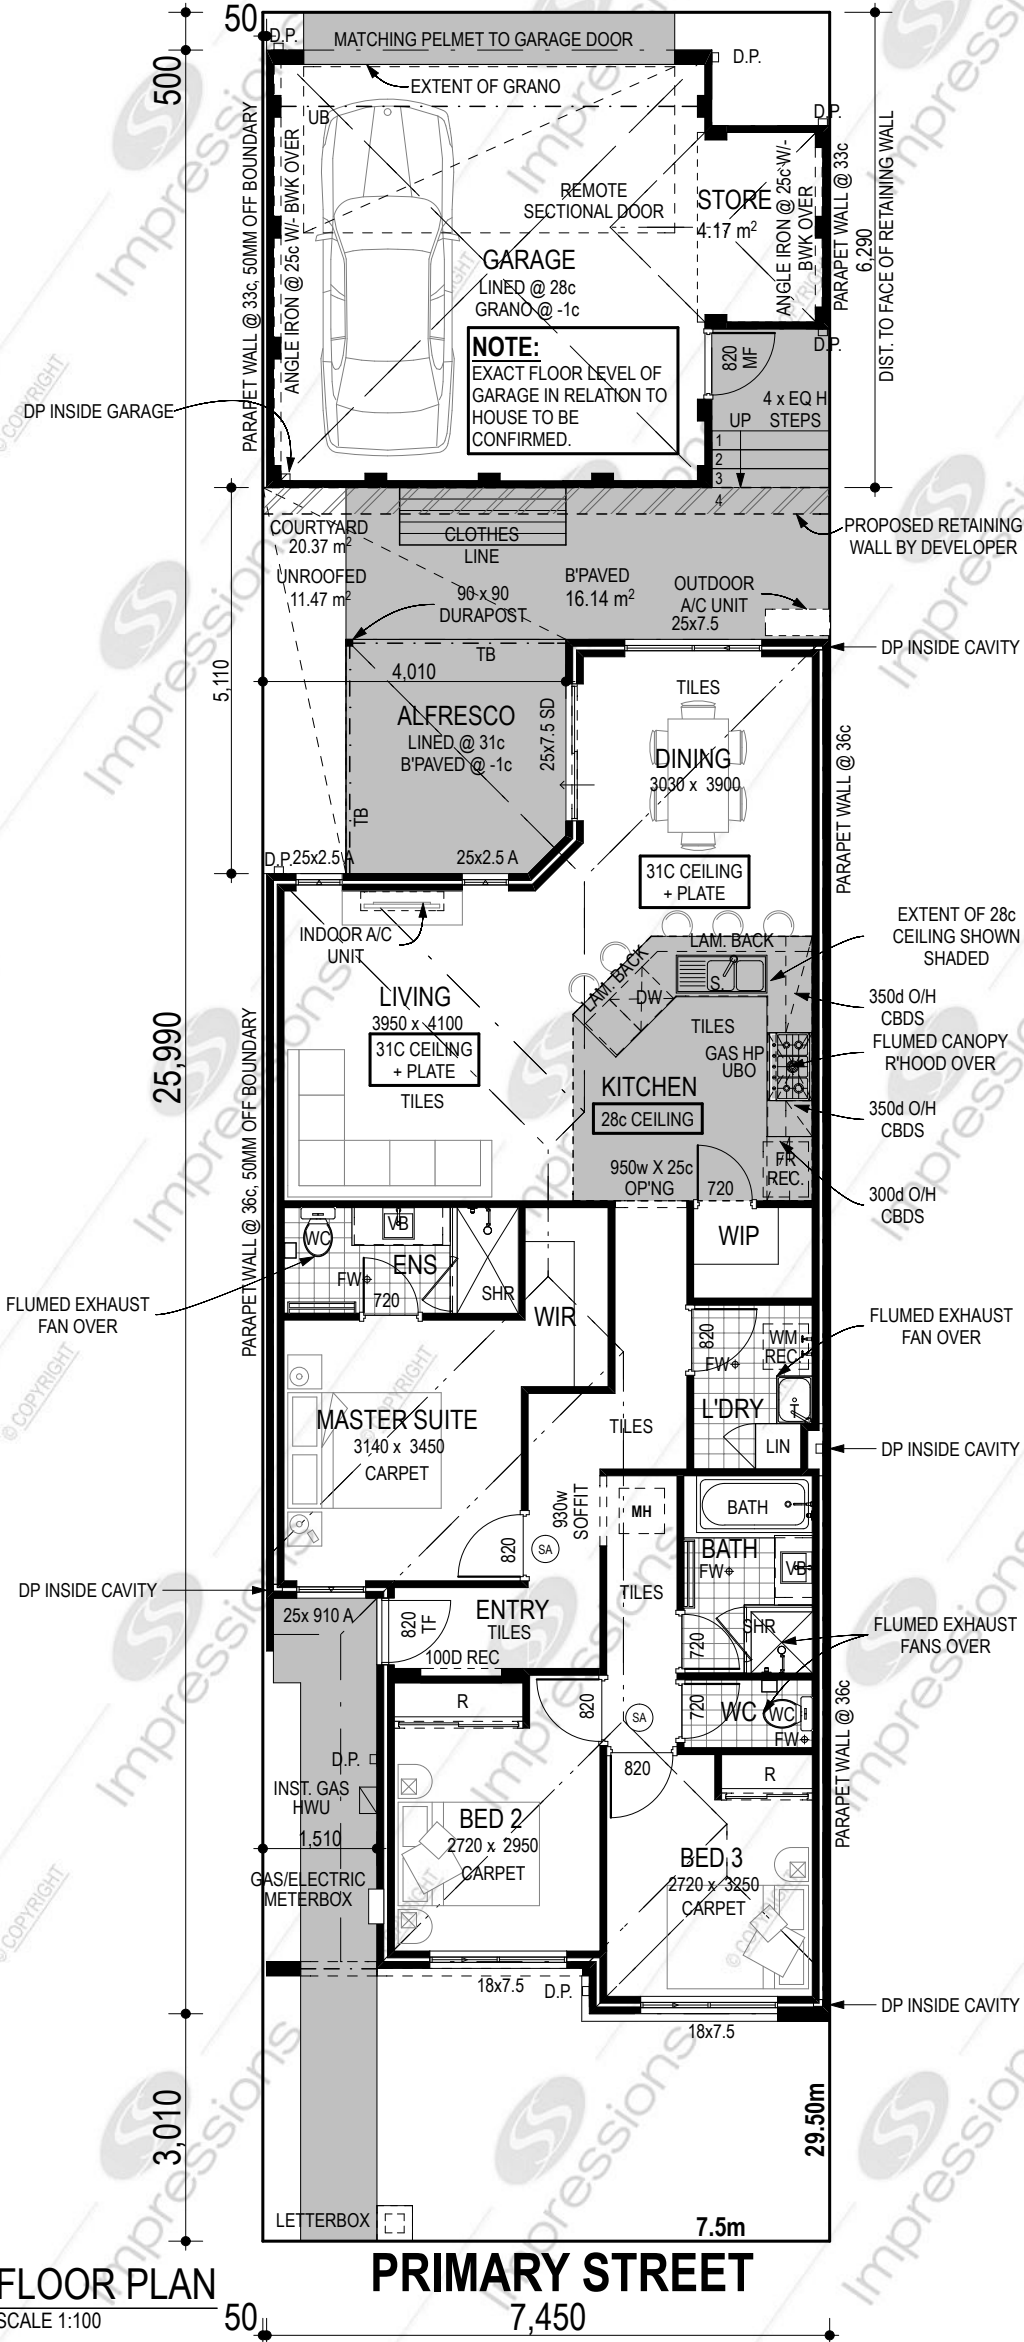 50
D.P.
MATCHING PELMET TO GARAGE DOOR
D.P.
500
EXTENT OF GRANO
UB
D.P.
PARAPET WALL @ 33c, 50MM OFF BOUNDARY
ANGLE IRON @ 25c W/- BWK OVER
REMOTE
SECTIONAL DOOR
STORE
4.17 m²
ANGLE IRON @ 25c W/-
BWK OVER
PARAPET WALL @ 33c
6,290
DIST. TO FACE OF RETAINING WALL
GARAGE
LINED @ 28c
GRANO @ -1c
NOTE:
EXACT FLOOR LEVEL OF
GARAGE IN RELATION TO
HOUSE TO BE
CONFIRMED.
820
MF
D.P.
DP INSIDE GARAGE
4 x EQ H
STEPS
UP
1
2
3
4
COURTYARD
20.37 m²
CLOTHES
LINE
PROPOSED RETAINING
WALL BY DEVELOPER
UNROOFED
11.47 m²
90 x 90
DURAPOST
B'PAVED
16.14 m²
OUTDOOR
A/C UNIT
25x7.5
5,110
TB
DP INSIDE CAVITY
4,010
TILES
ALFRESCO
LINED @ 31c
B'PAVED @ -1c
25x7.5 SD
DINING
3030 x 3900
PARAPET WALL @ 36c
TB
D.P.
25x2.5 A
25x2.5 A
31C CEILING
+ PLATE
INDOOR A/C
UNIT
LAM. BACK
LAM. BACK
EXTENT OF 28c
CEILING SHOWN
SHADED
S.
DW
LIVING
3950 x 4100
31C CEILING
+ PLATE
TILES
TILES
350d O/H
CBDS
GAS HP
UBO
FLUMED CANOPY
R'HOOD OVER
25,990
PARAPET WALL @ 36c, 50MM OFF BOUNDARY
KITCHEN
28c CEILING
350d O/H
CBDS
950w X 25c
OP'NG
720
FR
REC.
300d O/H
CBDS
WC
VB
ENS
FW
720
SHR
WIR
WIP
FLUMED EXHAUST
FAN OVER
820
WM
REC.
FW
FLUMED EXHAUST
FAN OVER
MASTER SUITE
3140 x 3450
CARPET
TILES
L'DRY
LIN
DP INSIDE CAVITY
930w
SOFFIT
MH
BATH
820
SA
BATH
FW
VB
DP INSIDE CAVITY
TILES
25x 910 A
820
TF
ENTRY
TILES
100D REC
SHR
720
FLUMED EXHAUST
FANS OVER
R
820
SA
720
WC
WC
FW
PARAPET WALL @ 36c
D.P.
820
R
INST. GAS
HWU
1,510
BED 2
2720 x 2950
CARPET
BED 3
2720 x 3250
CARPET
GAS/ELECTRIC
METERBOX
18x7.5
D.P.
DP INSIDE CAVITY
18x7.5
3,010
29.50m
LETTERBOX
7.5m
PRIMARY STREET
FLOOR PLAN
SCALE 1:100
50
7,450
Impressions
© COPYRIGHT